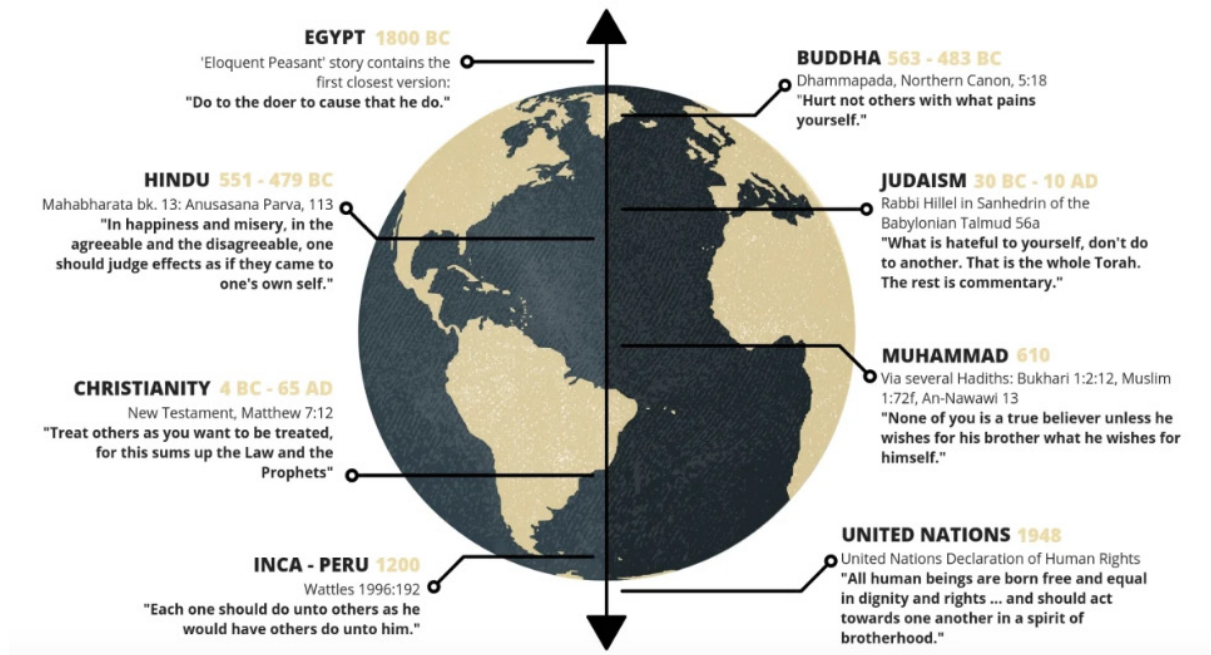 EGYPT 1800 BC
'Eloquent Peasant' story contains the
first closest version:
"Do to the doer to cause that he do."
BUDDHA 563 - 483 BC
Dhammapada, Northern Canon, 5:18
"Hurt not others with what pains
yourself."
HINDU 551 - 479 BC
Mahabharata bk. 13: Anusasana Parva, 113
"In happiness and misery, in the
agreeable and the disagreeable, one
should judge effects as if they came to
one's own self."
JUDAISM 30 BC - 10 AD
Rabbi Hillel in Sanhedrin of the
Babylonian Talmud 56a
"What is hateful to yourself, don't do
to another. That is the whole Torah.
The rest is commentary."
MUHAMMAD 610
Via several Hadiths: Bukhari 1:2:12, Muslim
1:72f, An-Nawawi 13
"None of you is a true believer unless he
wishes for his brother what he wishes for
himself."
CHRISTIANITY 4 BC - 65 AD
New Testament, Matthew 7:12
"Treat others as you want to be treated,
for this sums up the Law and the
Prophets"
INCA - PERU 1200
Wattles 1996:192
"Each one should do unto others as he
would have others do unto him."
UNITED NATIONS 1948
United Nations Declaration of Human Rights
"All human beings are born free and equal
in dignity and rights ... and should act
towards one another in a spirit of
brotherhood."